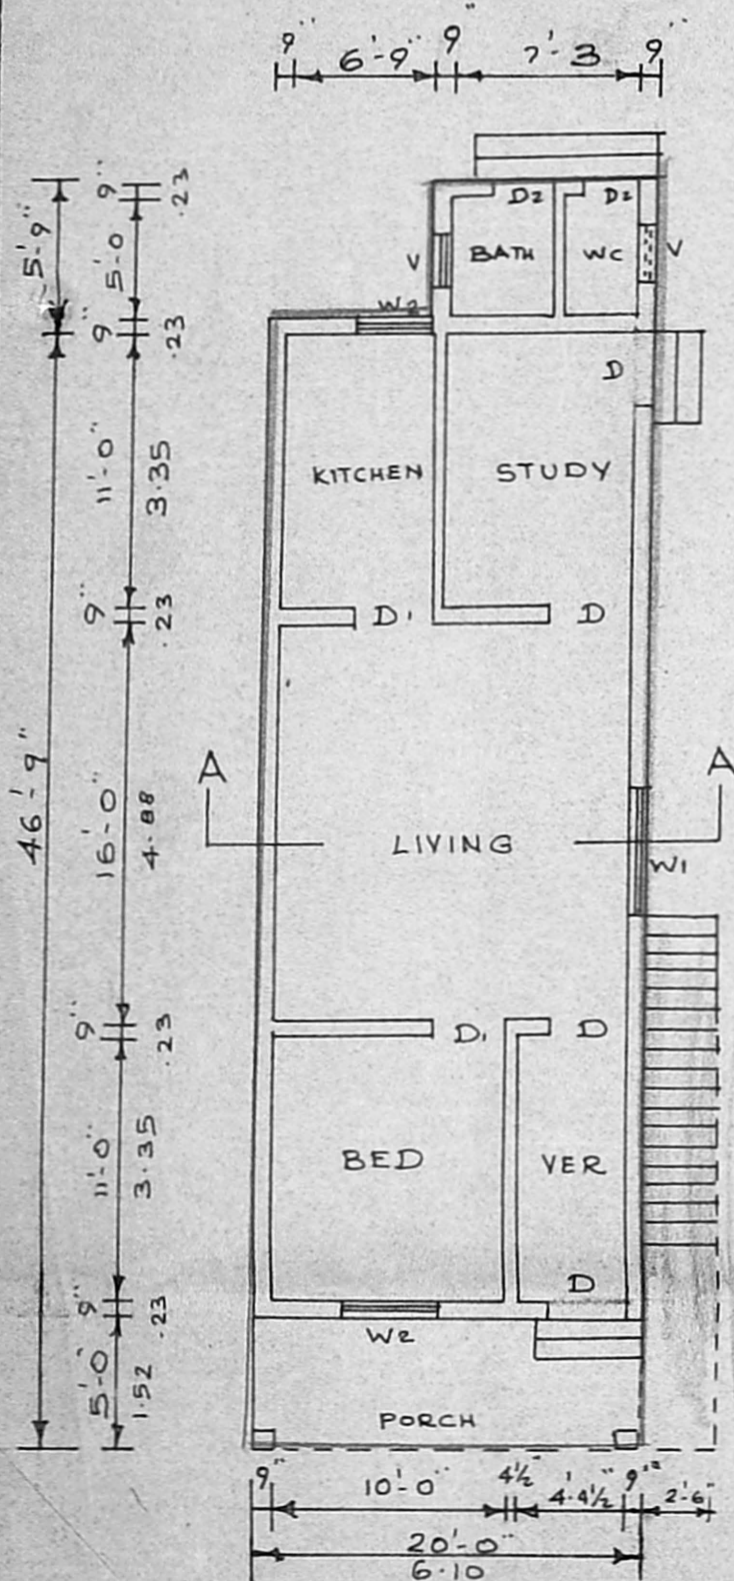 9" 6'-9" 9" 7'-3 9"
9" .23
5'-9" 5'-0
9" .23
D2 D2
V BATH WC V
W2
D
11'-0" 3.35
KITCHEN STUDY
9" .23
D1 D
46'-9"
A A
16'-0" 4.88
LIVING
W1
9" .23
D1 D
11'-0" 3.35
BED VER
D
9" .23
W2
5'-0" 1.52
PORCH
9" 10'-0" 4½" 4'-4½" 9" 2'-6"
20'-0"
6.10